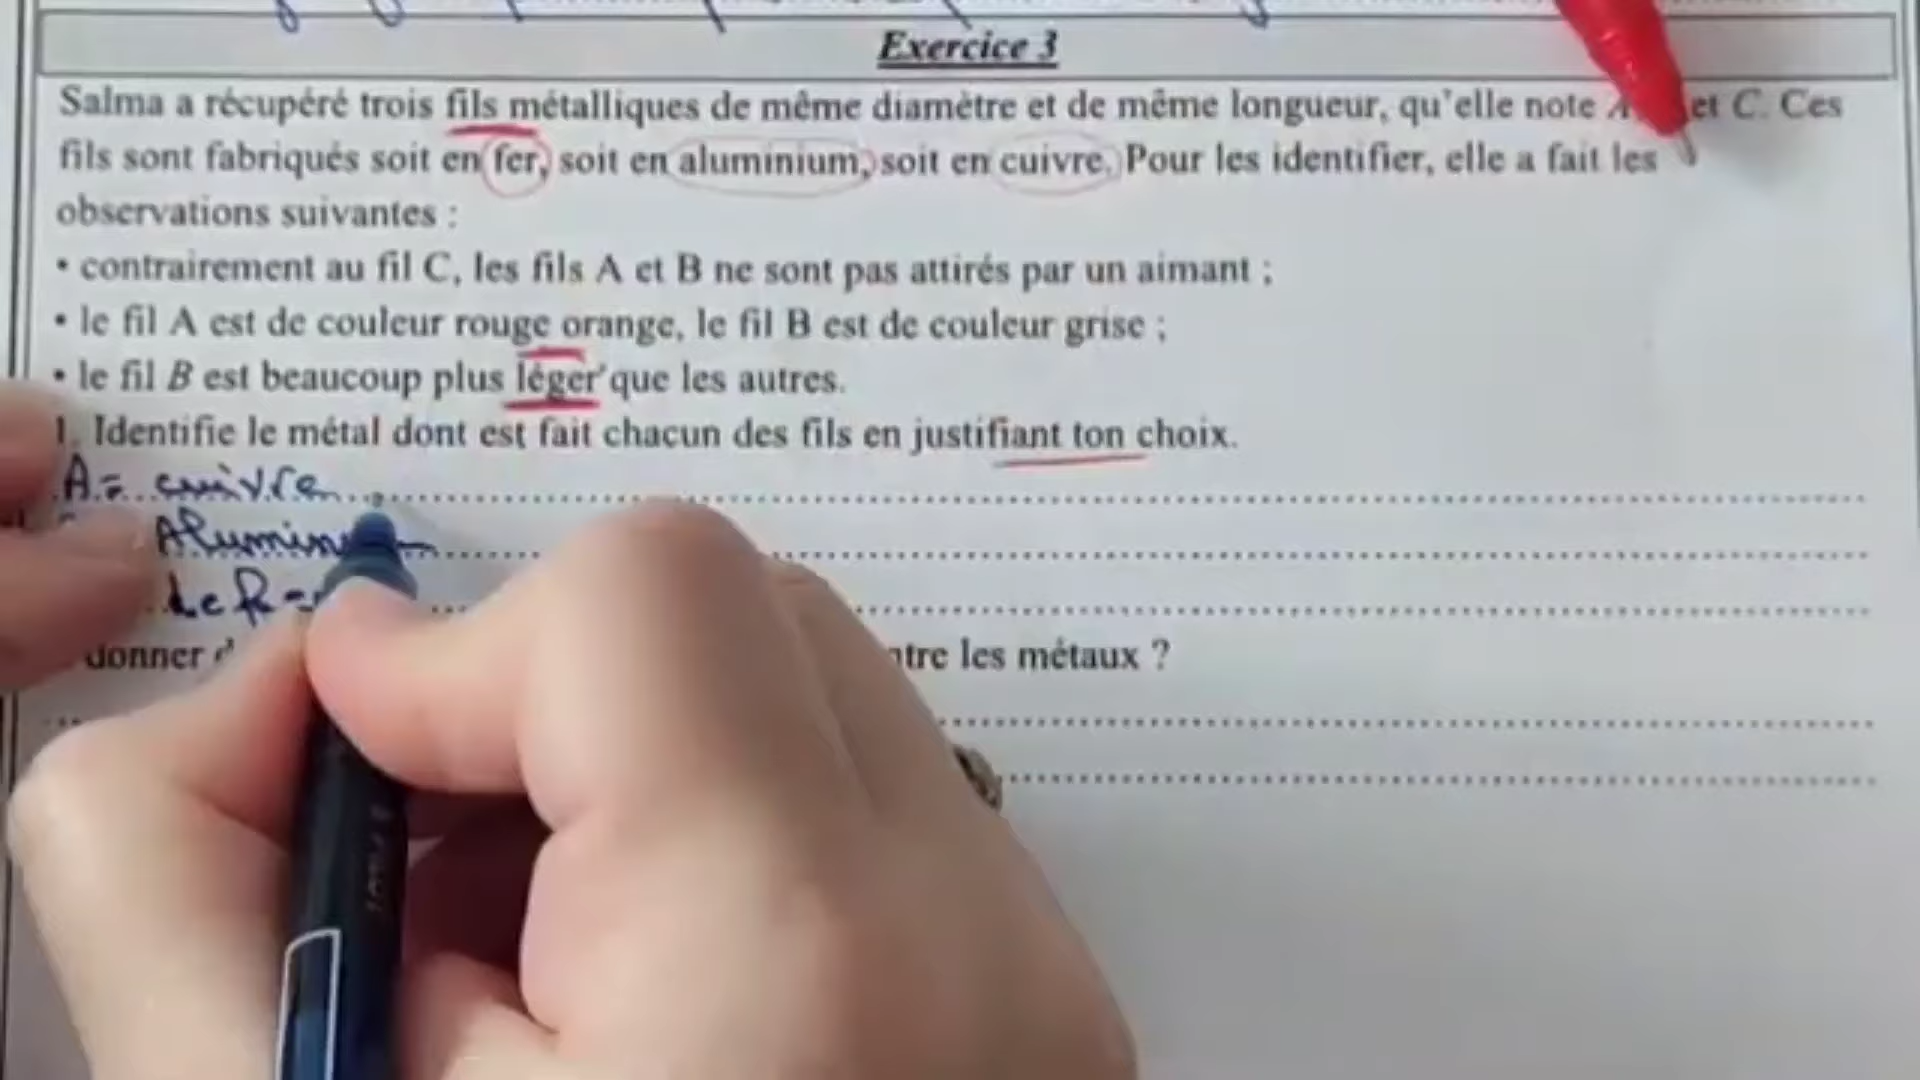 Exercice 3
Salma a récupéré trois fils métalliques de même diamètre et de même longueur, qu'elle note et C. Ces
fils sont fabriqués soit en fer, soit en aluminium, soit en cuivre. Pour les identifier, elle a fait les
observations suivantes :
• contrairement au fil C, les fils A et B ne sont pas attirés par un aimant ;
• le fil A est de couleur rouge orange, le fil B est de couleur grise ;
• le fil B est beaucoup plus léger que les autres.
1. Identifie le métal dont est fait chacun des fils en justifiant ton choix.
A= cuivre
donner les métaux ?